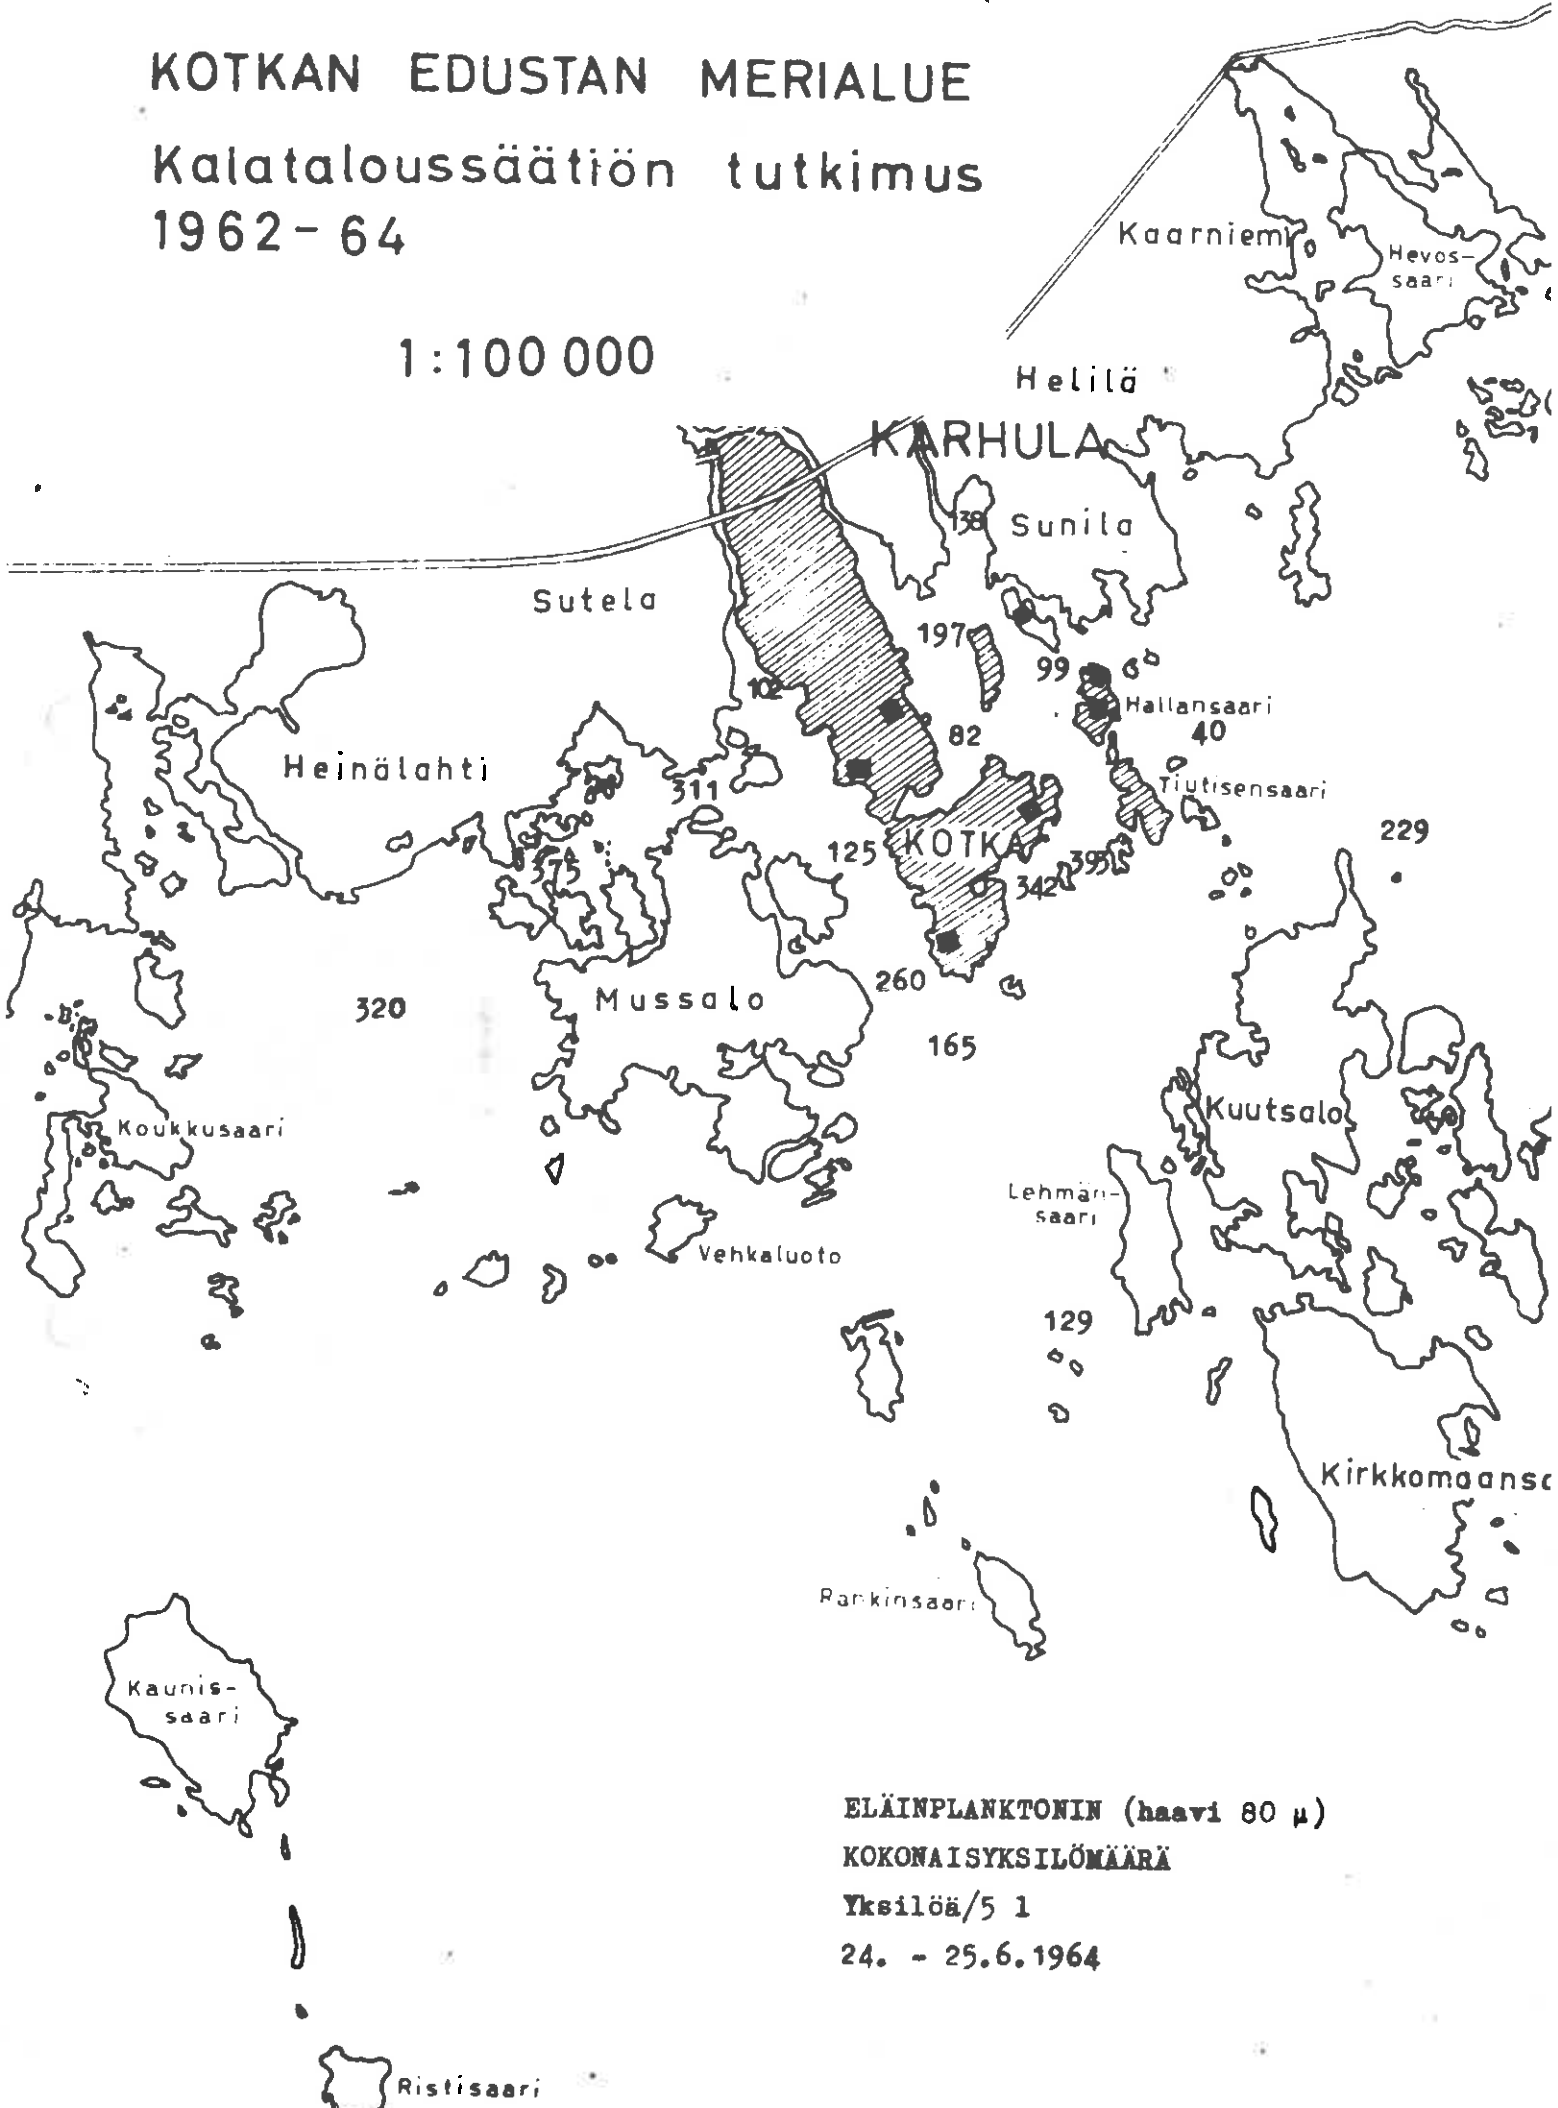 KOTKAN EDUSTAN MERIALUE
Kalataloussäätiön tutkimus
1962-64
1:100 000
Kaarniemi
Hevos-
saari
Helilä
KARHULA
138
Sunila
Sutela
197
99
102
Hallansaari
40
82
Heinälahti
311
Tiutisensaari
229
125
KOTKA
393
375
342
260
320
Mussalo
165
Kuutsalo
Koukkusaari
Lehmän-
saari
Vehkaluoto
129
Kirkkomaansa
Rankinsaari
Kaunis-
saari
ELÄINPLANKTONIN (haavi 80 µ)
KOKONAISYKSILÖMÄÄRÄ
Yksilöä/5 l
24. - 25.6.1964
Ristisaari